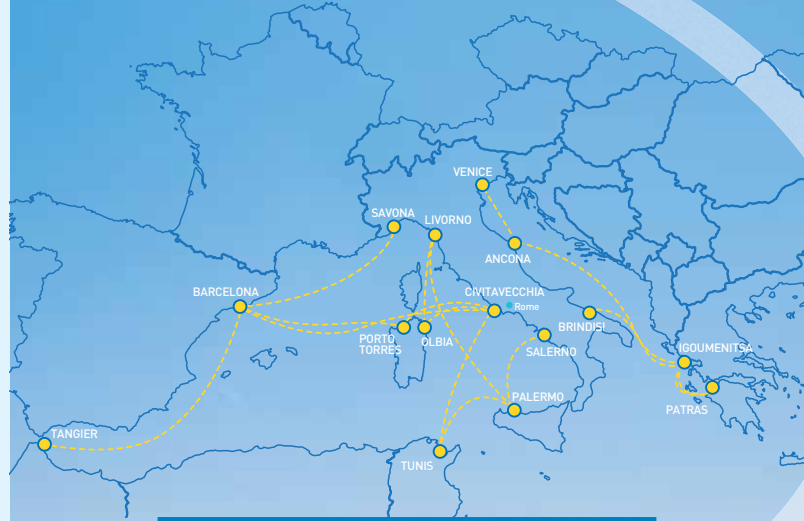 VENICE
SAVONA
LIVORNO
ANCONA
BARCELONA
CIVITAVECCHIA
Rome
PORTO
TORRES
OLBIA
BRINDISI
SALERNO
IGOUMENITSA
PALERMO
PATRAS
TANGIER
TUNIS